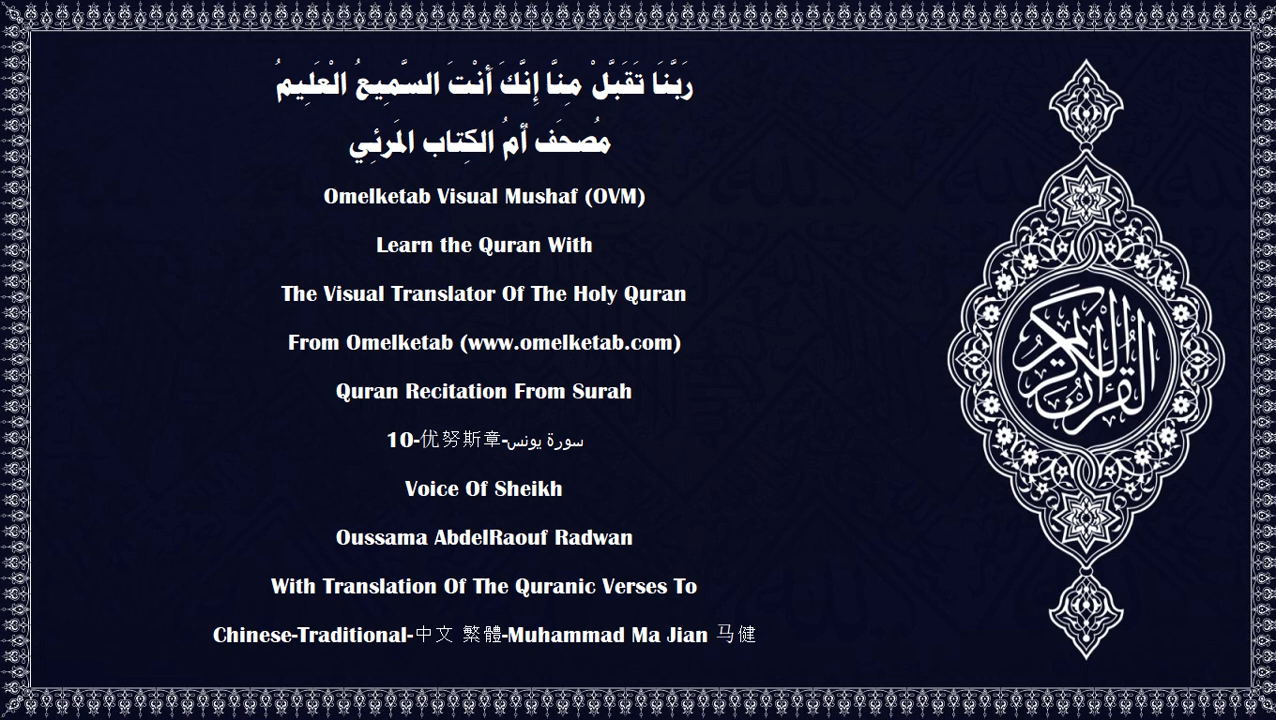 رَبَّنَا تَقَبَّلْ مِنَّا إِنَّكَ أَنْتَ السَّمِيعُ الْعَلِيمُ
مُصحَف أمُ الكِتاب المَرئِي
Omelketab Visual Mushaf (OVM)
Learn the Quran With
The Visual Translator Of The Holy Quran
From Omelketab (www.omelketab.com)
Quran Recitation From Surah
10-优努斯章-سورة يونس
Voice Of Sheikh
Oussama AbdelRaouf Radwan
With Translation Of The Quranic Verses To
Chinese-Traditional-中文 繁體-Muhammad Ma Jian 马健
القرآن الكريم